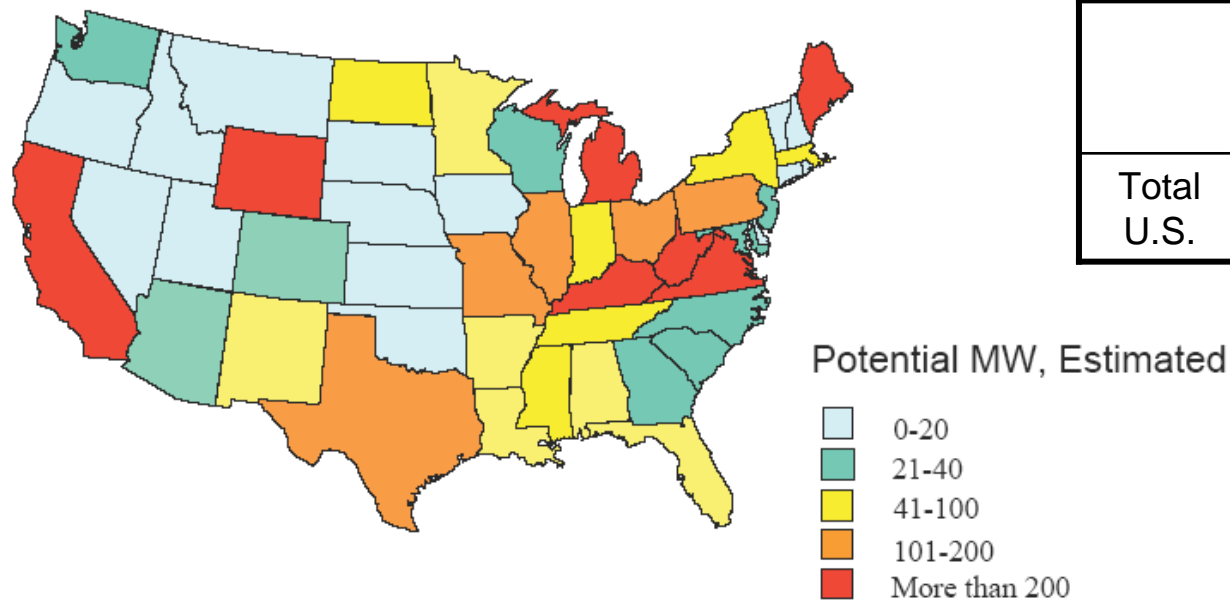 Total
U.S.
Potential MW, Estimated
0-20
21-40
41-100
101-200
More than 200